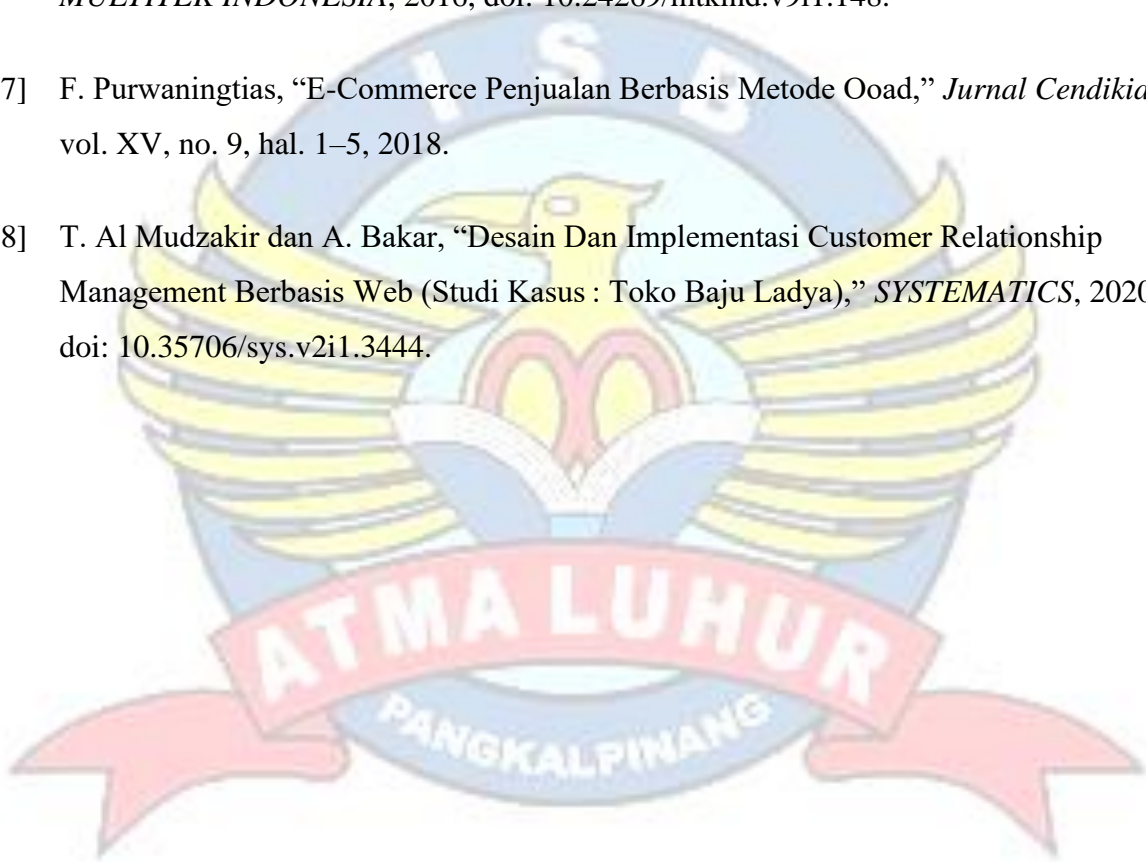 MULTITEK INDONESIA, 2016, doi: 10.24269/mtkind.v9i1.148.
7] F. Purwaningtias, “E-Commerce Penjualan Berbasis Metode Ooad,” Jurnal Cendikia
vol. XV, no. 9, hal. 1–5, 2018.
8] T. Al Mudzakir dan A. Bakar, “Desain Dan Implementasi Customer Relationship
Management Berbasis Web (Studi Kasus : Toko Baju Ladya),” SYSTEMATICS, 2020
doi: 10.35706/sys.v2i1.3444.
I S B
ATMA LUHUR
PANGKALPINANG